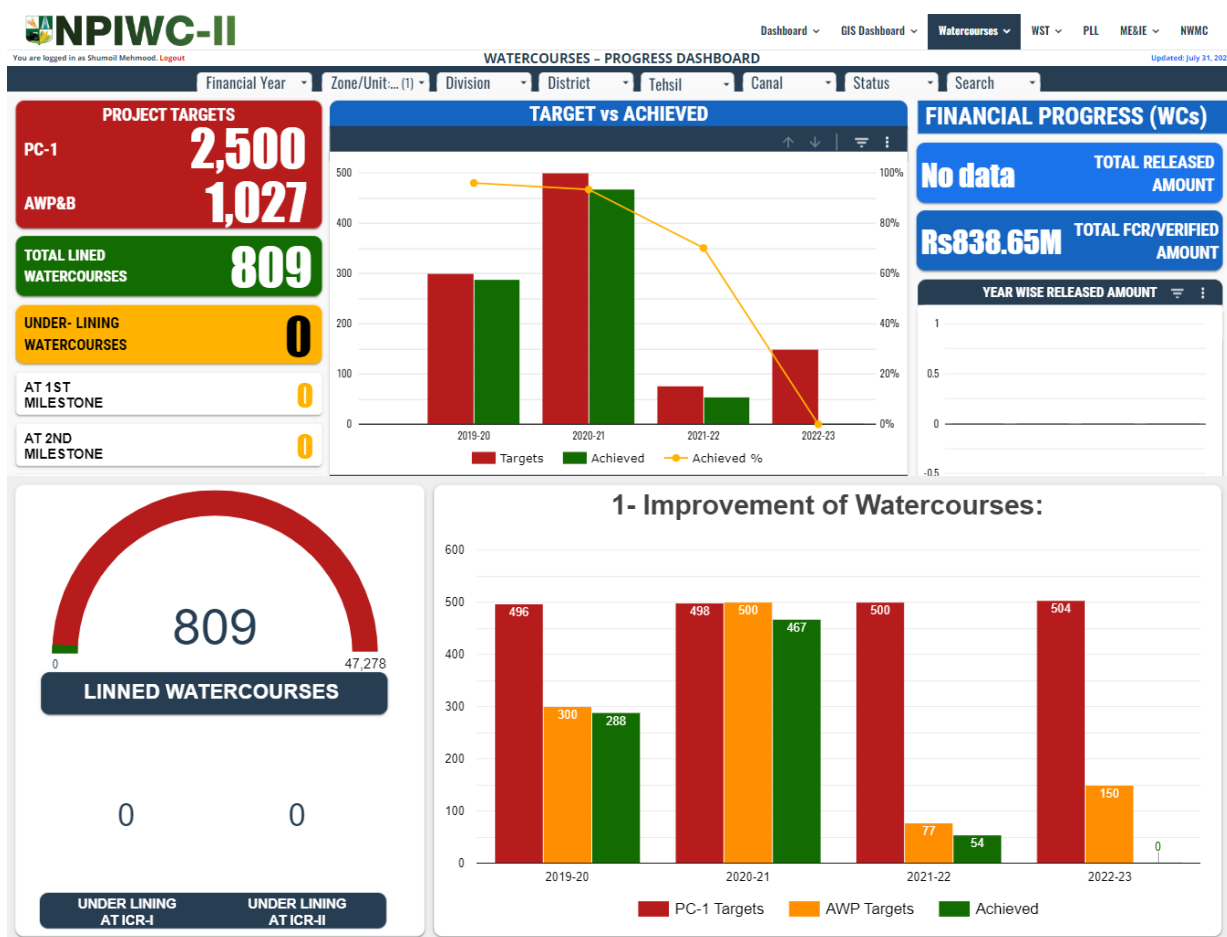 NPIWC-II
Dashboard
GIS Dashboard
Watercourses
WST
PLL
ME&IE
NWMC
You are logged in as Shumoil Mehmood. Logout
WATERCOURSES – PROGRESS DASHBOARD
Updated: July 31, 202
Financial Year
Zone/Unit:... (1)
Division
District
Tehsil
Canal
Status
Search
PROJECT TARGETS
PC-1
2,500
AWP&B
1,027
TOTAL LINED
WATERCOURSES
809
UNDER- LINING
WATERCOURSES
0
AT 1ST
MILESTONE
0
AT 2ND
MILESTONE
0
TARGET vs ACHIEVED
500
400
300
200
100
0
100%
80%
60%
40%
20%
0%
2019-20
2020-21
2021-22
2022-23
Targets
Achieved
Achieved %
FINANCIAL PROGRESS (WCs)
No data
TOTAL RELEASED
AMOUNT
Rs838.65M
TOTAL FCR/VERIFIED
AMOUNT
YEAR WISE RELEASED AMOUNT
1
0.5
0
-0.5
809
0
47,278
LINNED WATERCOURSES
0
0
UNDER LINING
AT ICR-I
UNDER LINING
AT ICR-II
1- Improvement of Watercourses:
600
500
400
300
200
100
0
496
300
288
498
500
467
500
77
54
504
150
0
2019-20
2020-21
2021-22
2022-23
PC-1 Targets
AWP Targets
Achieved